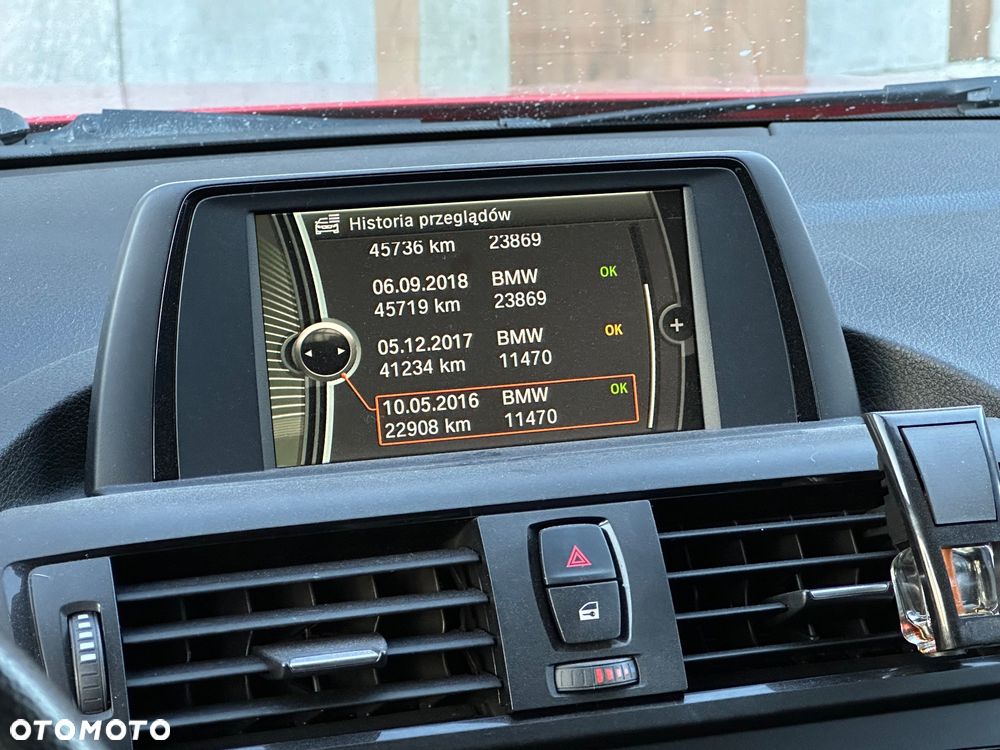 Historia przeglądów
45736 km 23869
06.09.2018 BMW OK
45719 km 23869
05.12.2017 BMW OK
41234 km 11470
10.05.2016 BMW OK
22908 km 11470
OTOMOTO